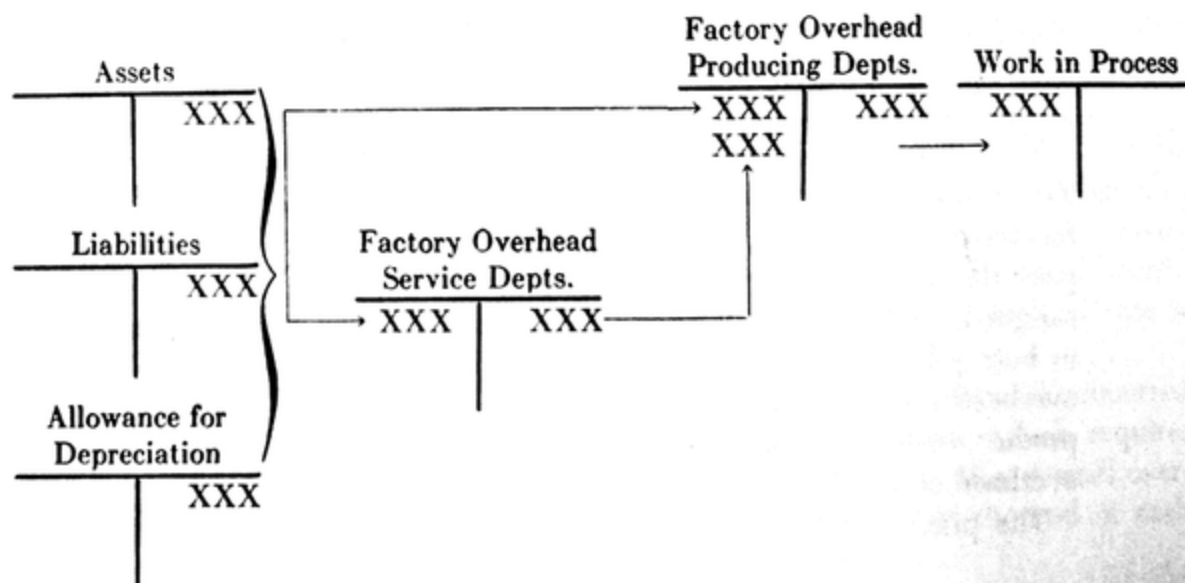 Assets
XXX
Liabilities
XXX
Allowance for
Depreciation
XXX
Factory Overhead
Service Depts.
XXX XXX
Factory Overhead
Producing Depts.
XXX XXX
XXX
Work in Process
XXX